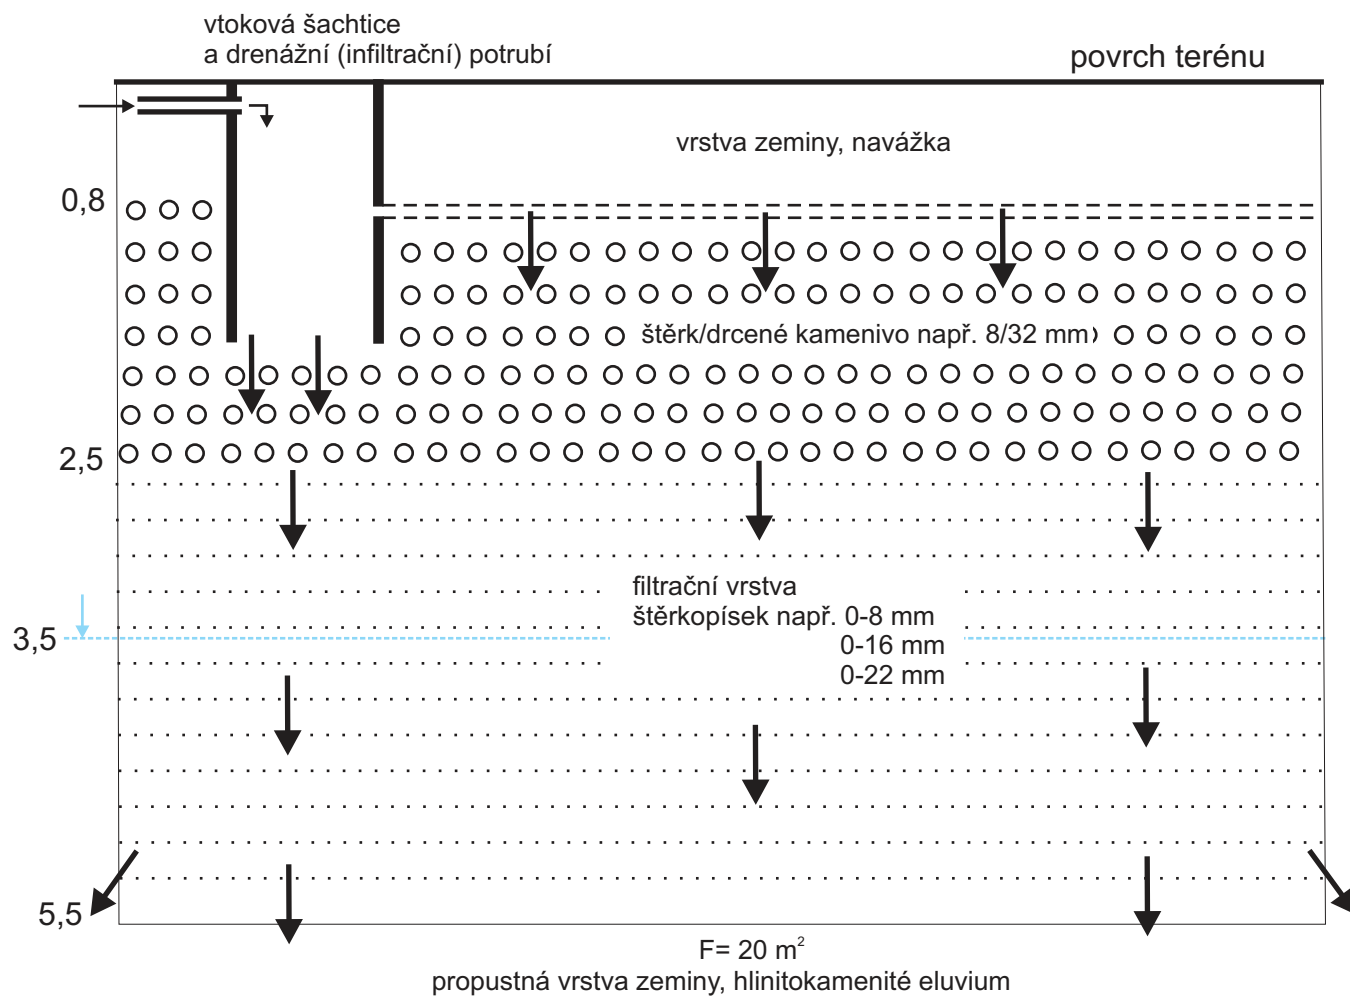 vtoková šachtice
a drenážní (infiltrační) potrubí
povrch terénu
vrstva zeminy, navážka
0,8
štěrk/drcené kamenivo např. 8/32 mm
2,5
filtrační vrstva
štěrkopísek např. 0-8 mm
3,5
0-16 mm
0-22 mm
5,5
F= 20 m²
propustná vrstva zeminy, hlinitokamenité eluvium